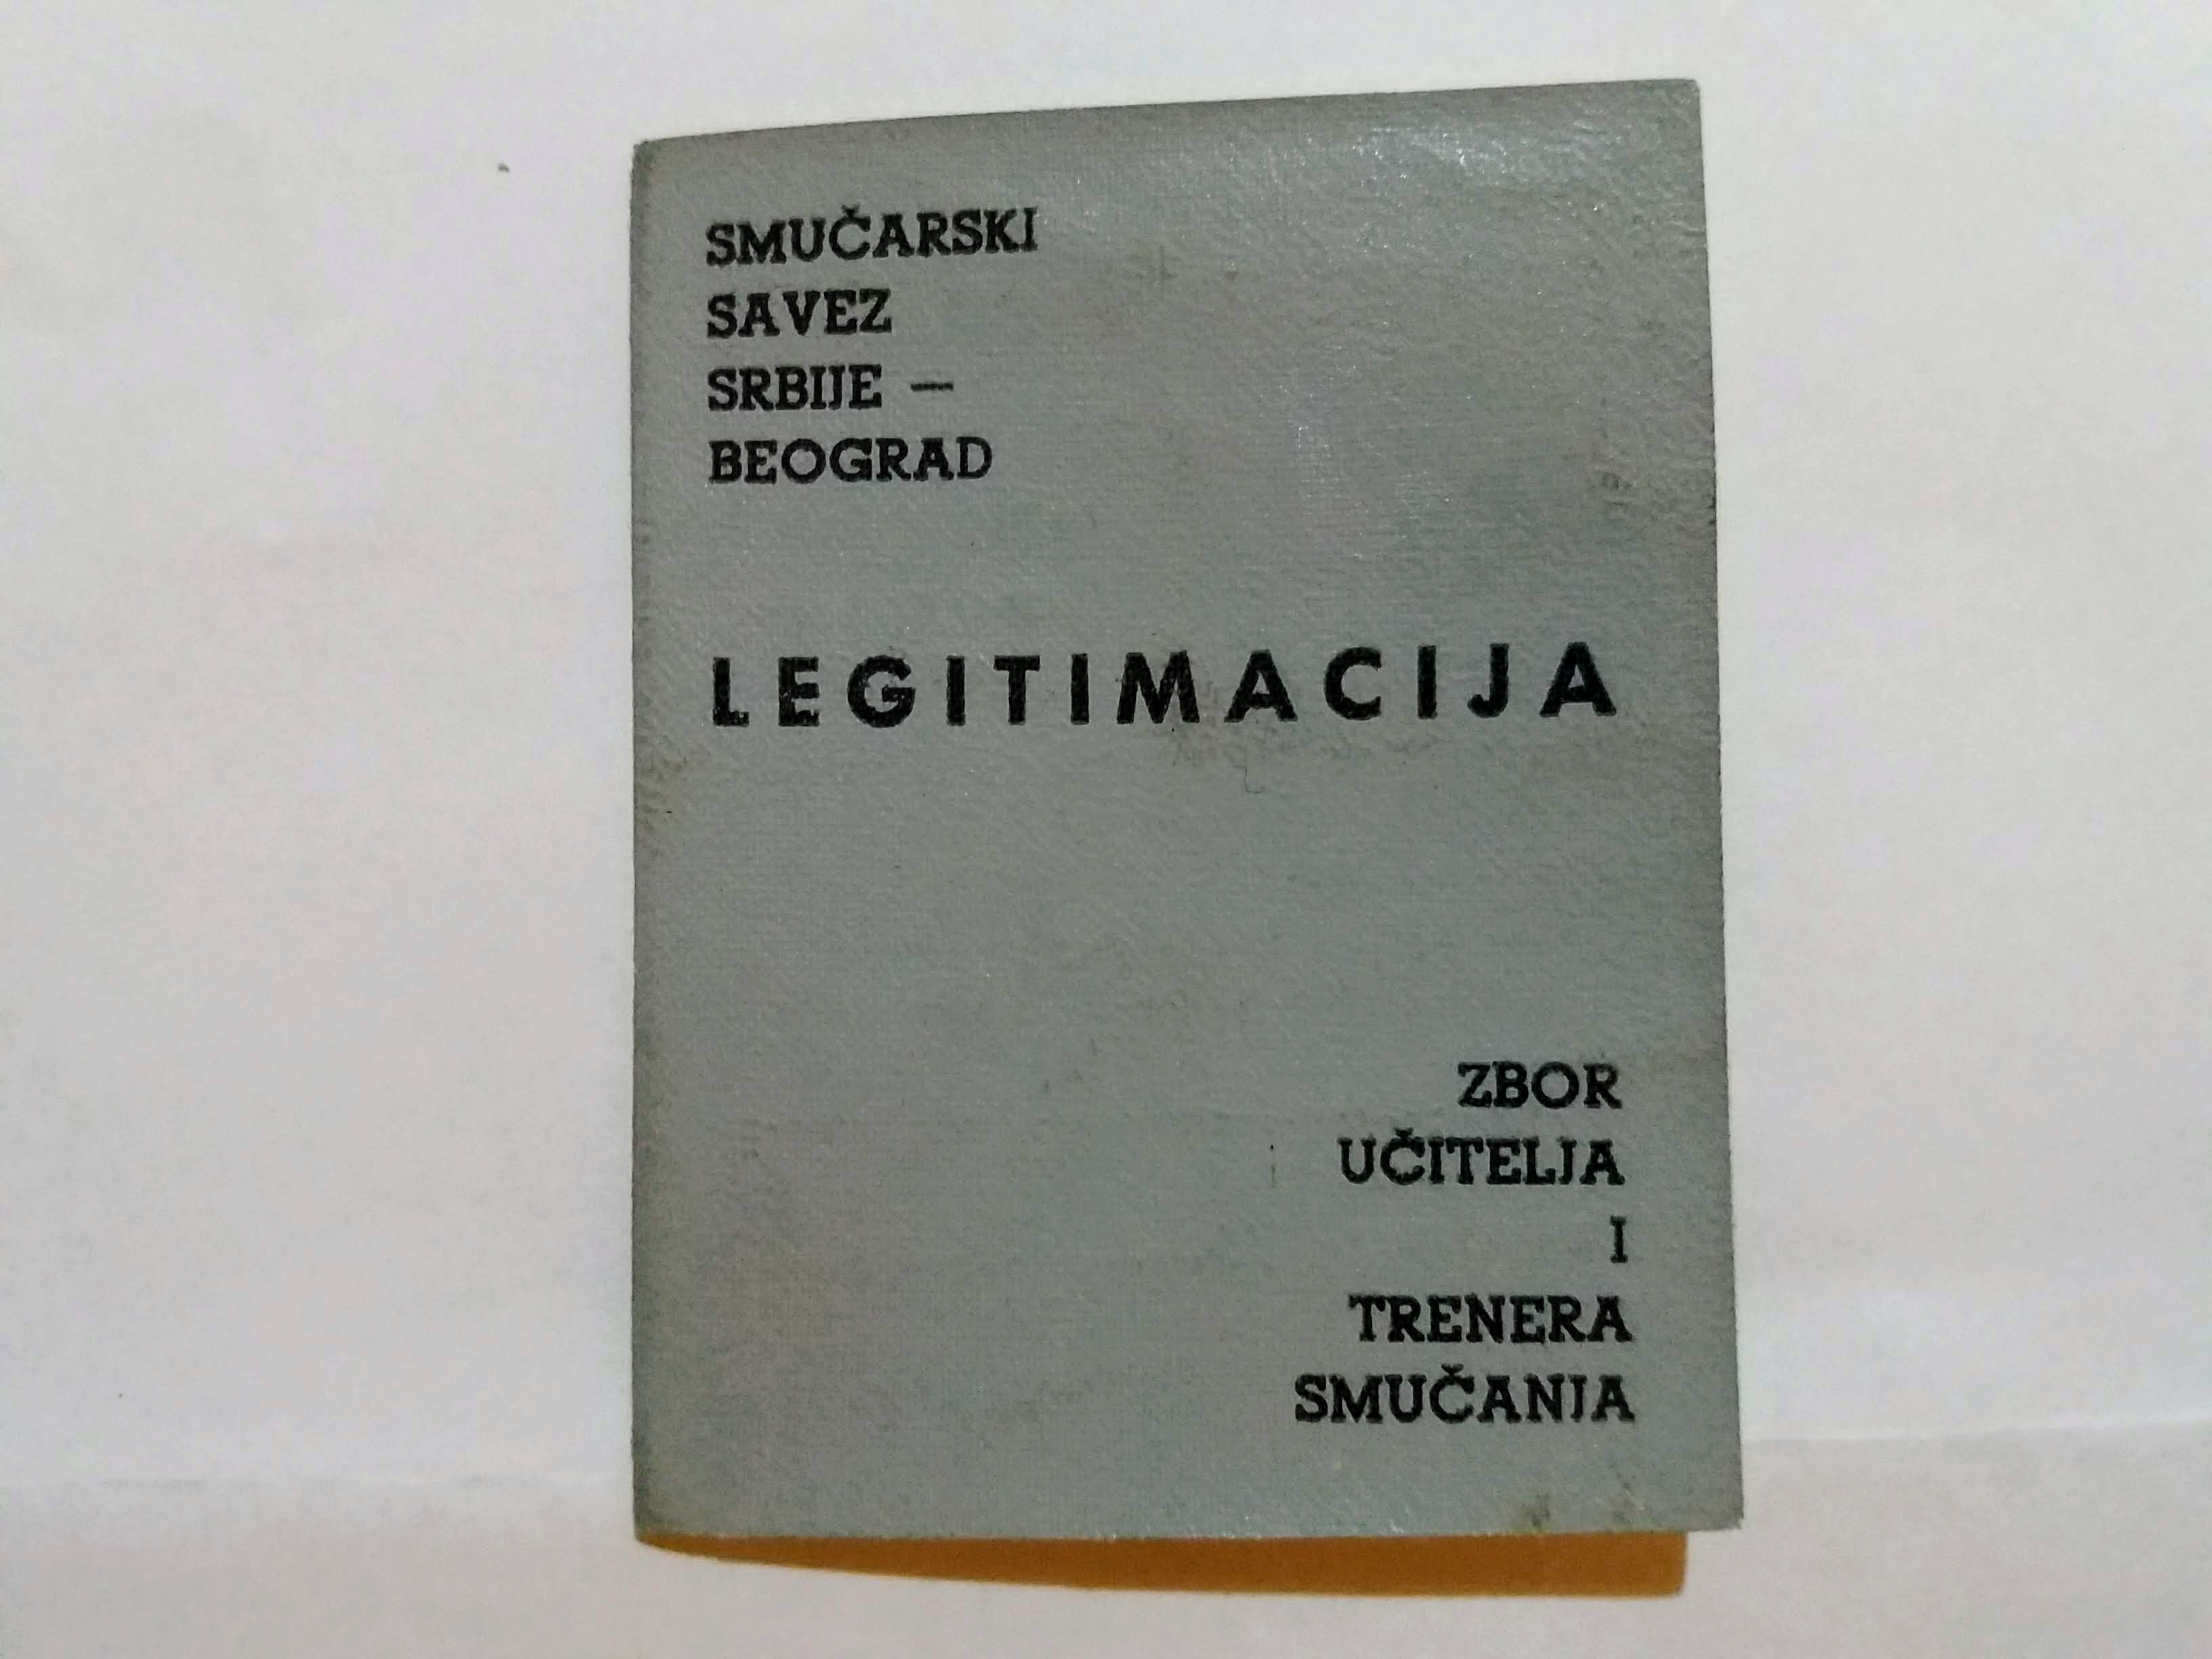 SMUČARSKI
SAVEZ
SRBIJE —
BEOGRAD
LEGITIMACIJA
ZBOR
UČITELJA
I
TRENERA
SMUČANJA